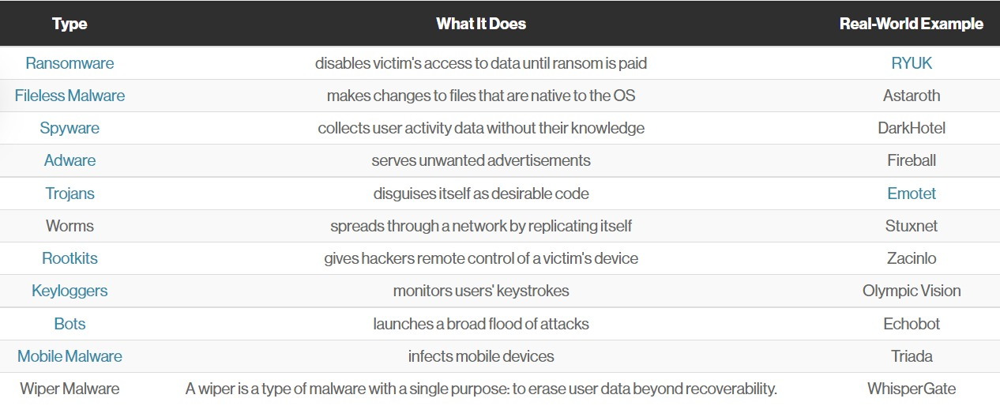 Type What It Does Real-World Example
Ransomware disables victim's access to data until ransom is paid RYUK
Fileless Malware makes changes to files that are native to the OS Astaroth
Spyware collects user activity data without their knowledge DarkHotel
Adware serves unwanted advertisements Fireball
Trojans disguises itself as desirable code Emotet
Worms spreads through a network by replicating itself Stuxnet
Rootkits gives hackers remote control of a victim's device Zacinlo
Keyloggers monitors users' keystrokes Olympic Vision
Bots launches a broad flood of attacks Echobot
Mobile Malware infects mobile devices Triada
Wiper Malware A wiper is a type of malware with a single purpose: to erase user data beyond recoverability. WhisperGate